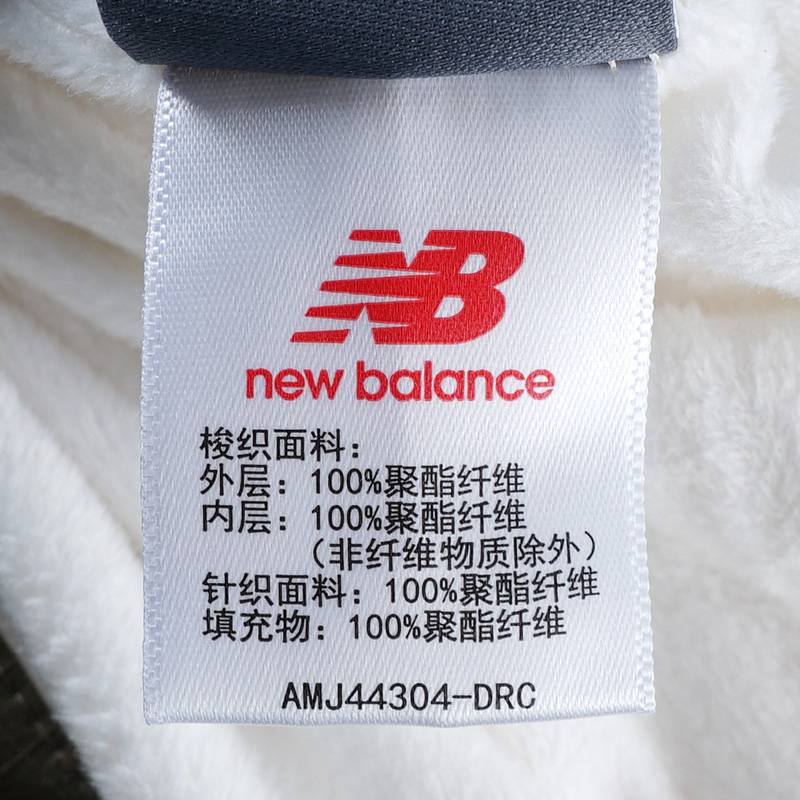 NB
new balance
梭织面料：
外层：100%聚酯纤维
内层：100%聚酯纤维
（非纤维物质除外）
针织面料：100%聚酯纤维
填充物：100%聚酯纤维
AMJ44304-DRC